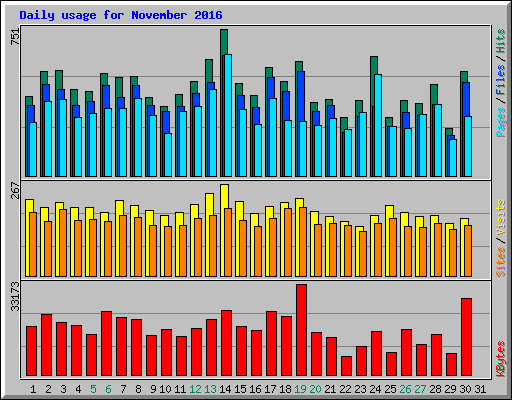 Daily usage for November 2016
751
Pages / Files / Hits
267
Sites / Visits
33173
KBytes
1 2 3 4 5 6 7 8 9 10 11 12 13 14 15 16 17 18 19 20 21 22 23 24 25 26 27 28 29 30 31